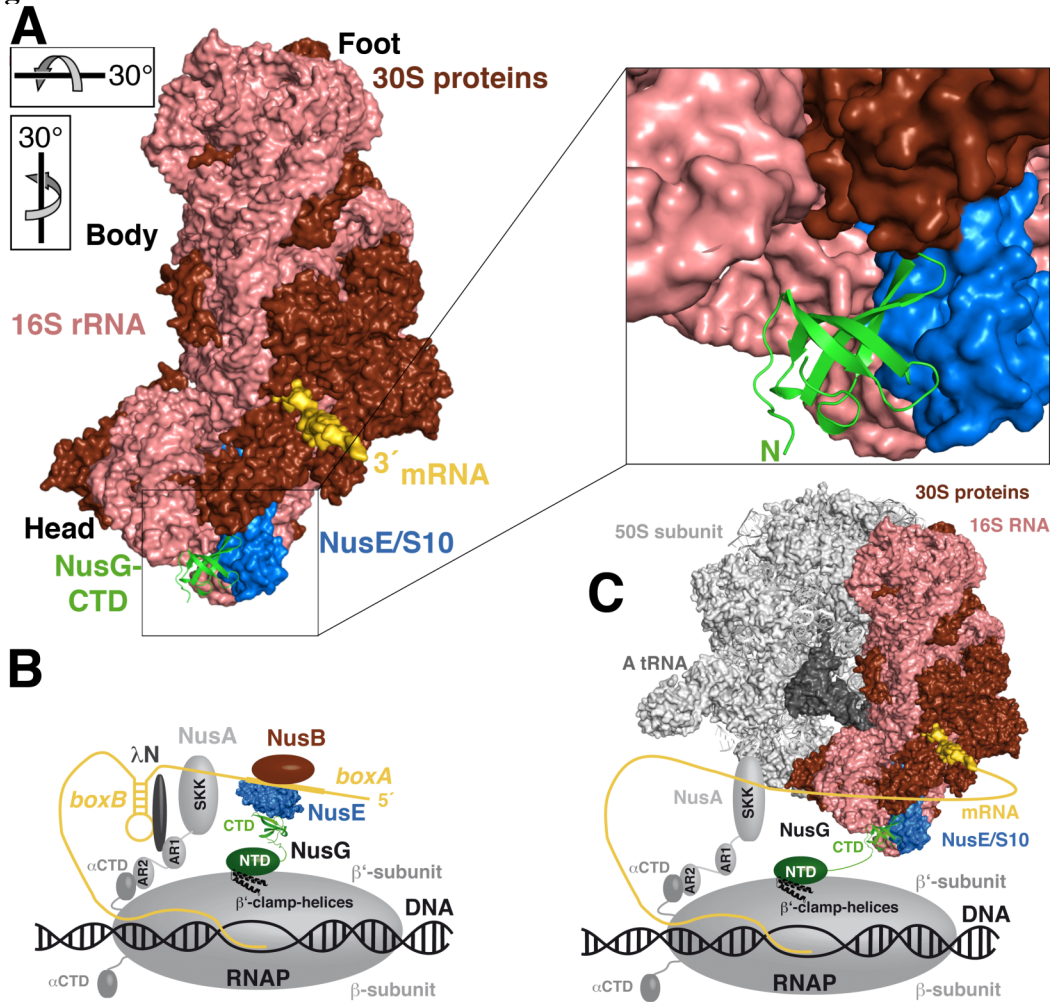 A
Foot
30°
30S proteins
30°
Body
16S rRNA
3´mRNA
Head
NusE/S10
NusG-
CTD
N
C
30S proteins
16S RNA
50S subunit
A tRNA
NusA
SKK
mRNA
NusG
CTD
NusE/S10
αCTD
AR1
AR2
NTD
β‘-subunit
β‘-clamp-helices
DNA
RNAP
αCTD
β-subunit
B
NusA
NusB
λN
boxA
boxB
SKK
5´
NusE
CTD
NusG
αCTD
AR1
AR2
NTD
β‘-subunit
β‘-clamp-helices
DNA
RNAP
αCTD
β-subunit